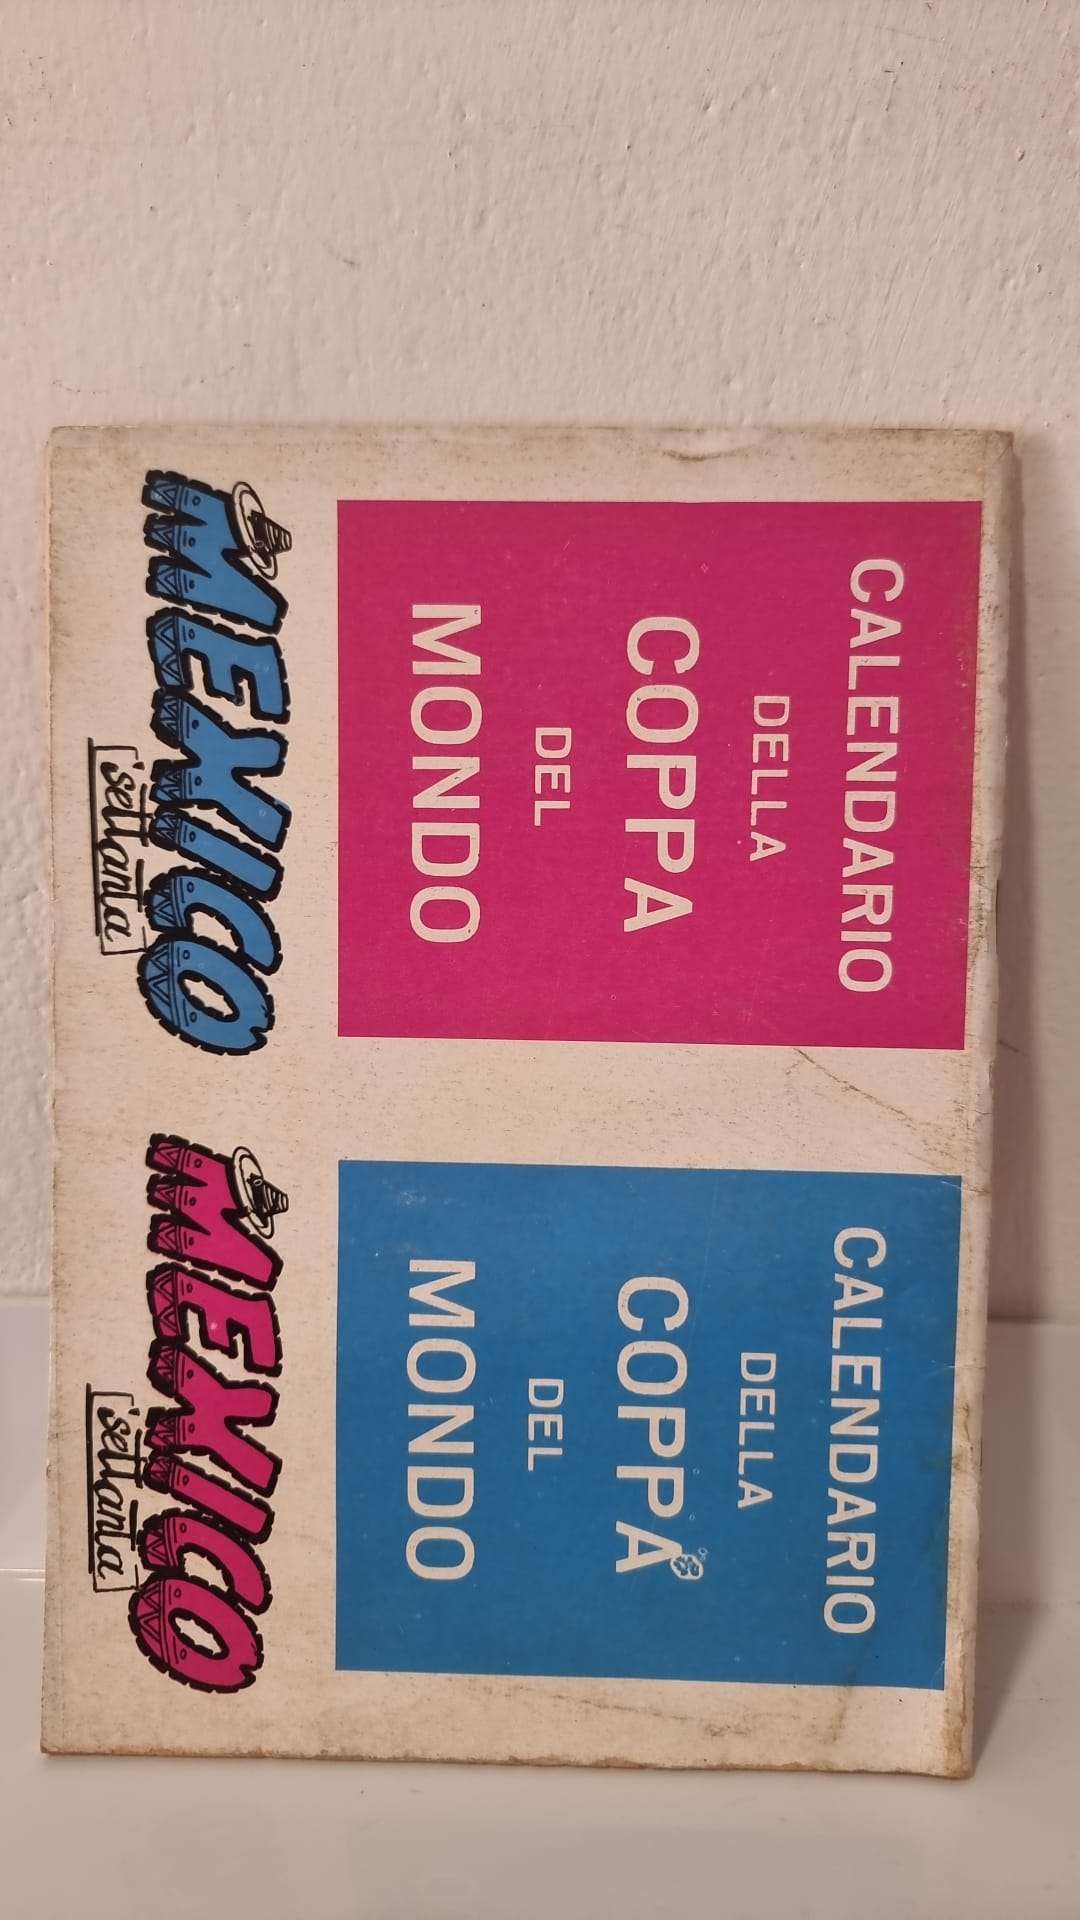 CALENDARIO
DELLA
COPPA
DEL
MONDO
MEXICO
'settanta
CALENDARIO
DELLA
COPPA
DEL
MONDO
MEXICO
'settanta